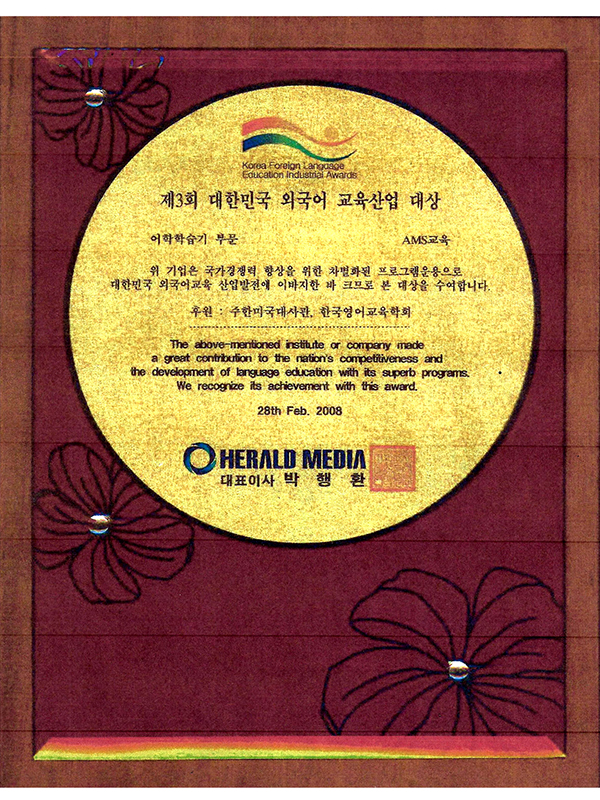 Korea Foreign Language
Education Industrial Awards
제3회 대한민국 외국어 교육산업 대상
어학학습기 부문 AMS교육
위 기업은 국가경쟁력 향상을 위한 차별화된 프로그램운용으로
대한민국 외국어교육 산업발전에 이바지한 바 크므로 본 대상을 수여합니다.
후원 : 주한미국대사관, 한국영어교육학회
The above-mentioned institute or company made
a great contribution to the nation's competitiveness and
the development of language education with its superb programs.
We recognize its achievement with this award.
28th Feb. 2008
HERALD MEDIA
대표이사 박 행 환